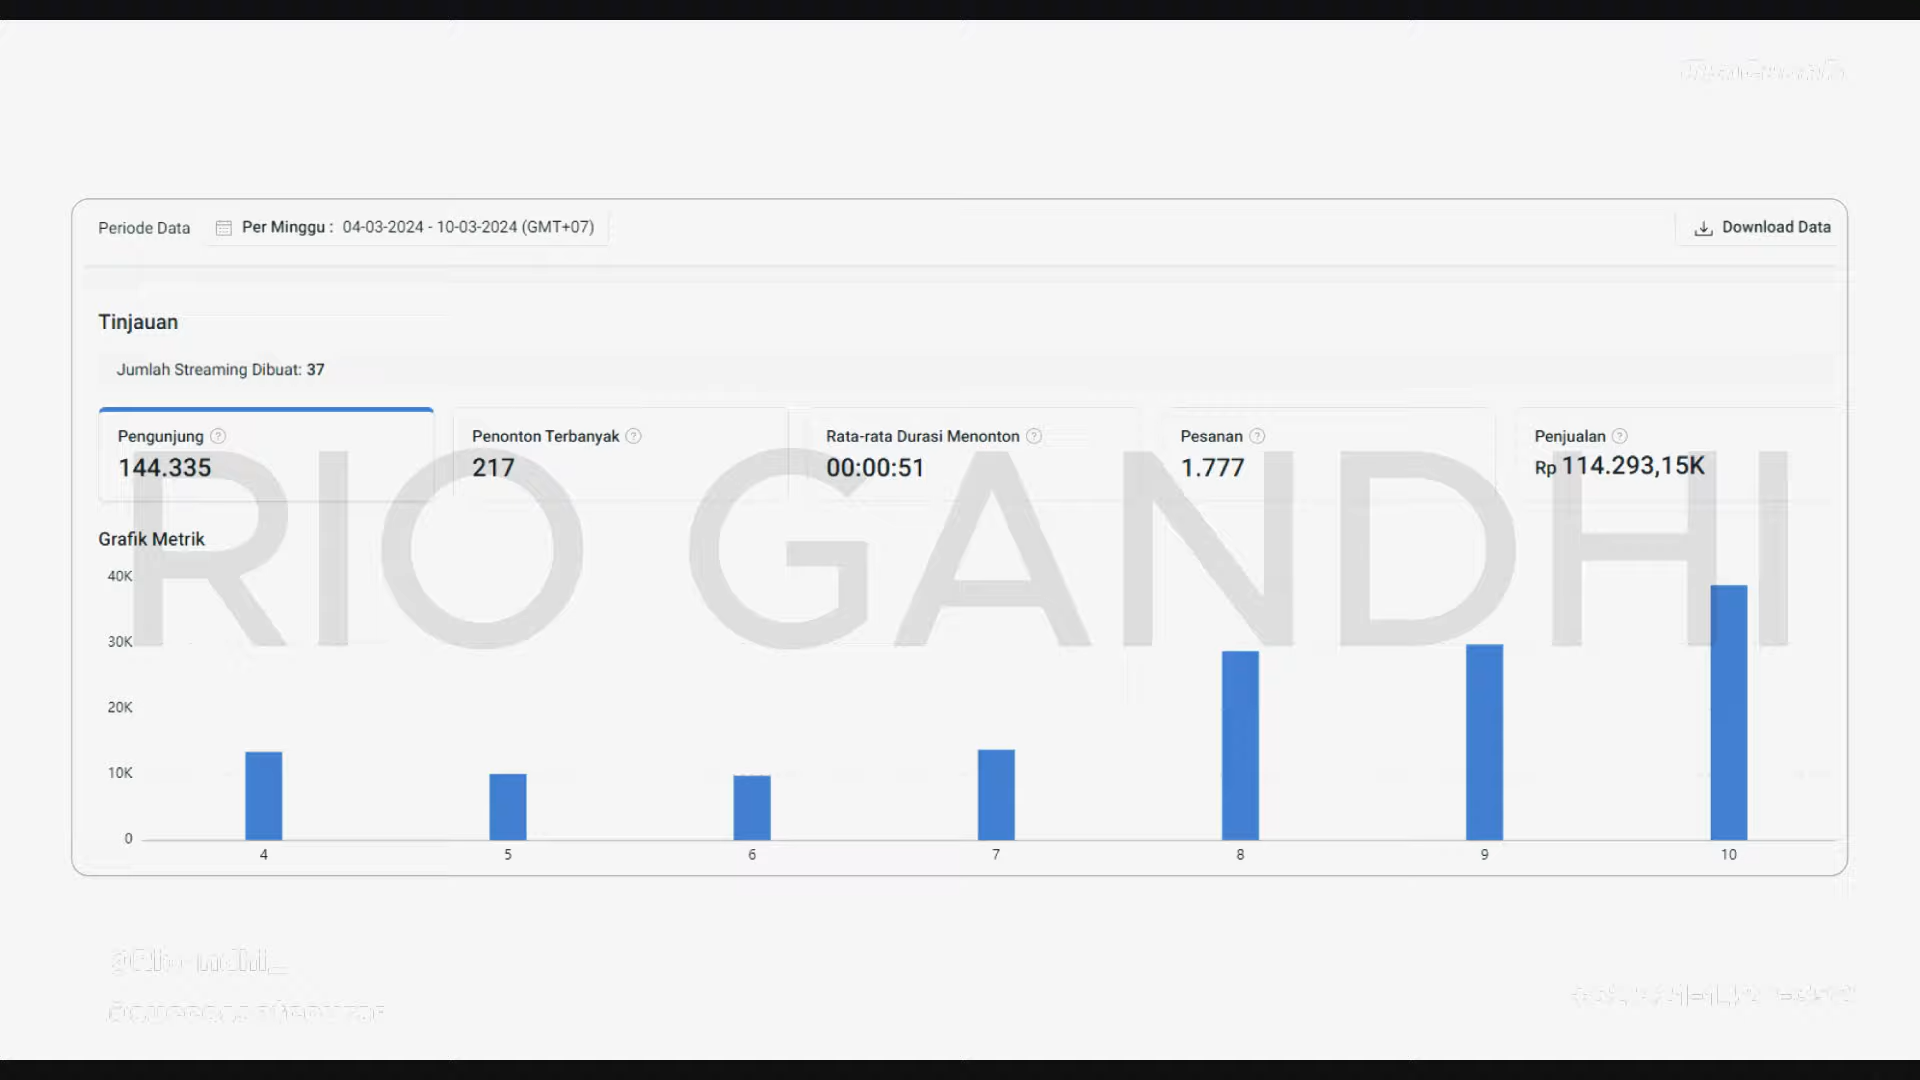 Periode Data Per Minggu : 04-03-2024 - 10-03-2024 (GMT+07) Download Data
Tinjauan
Jumlah Streaming Dibuat: 37
Pengunjung Penonton Terbanyak Rata-rata Durasi Menonton Pesanan Penjualan
144.335 217 00:00:51 1.777 Rp 114.293,15K
RIO GANDHI
Grafik Metrik
40K
30K
20K
10K
0
4 5 6 7 8 9 10